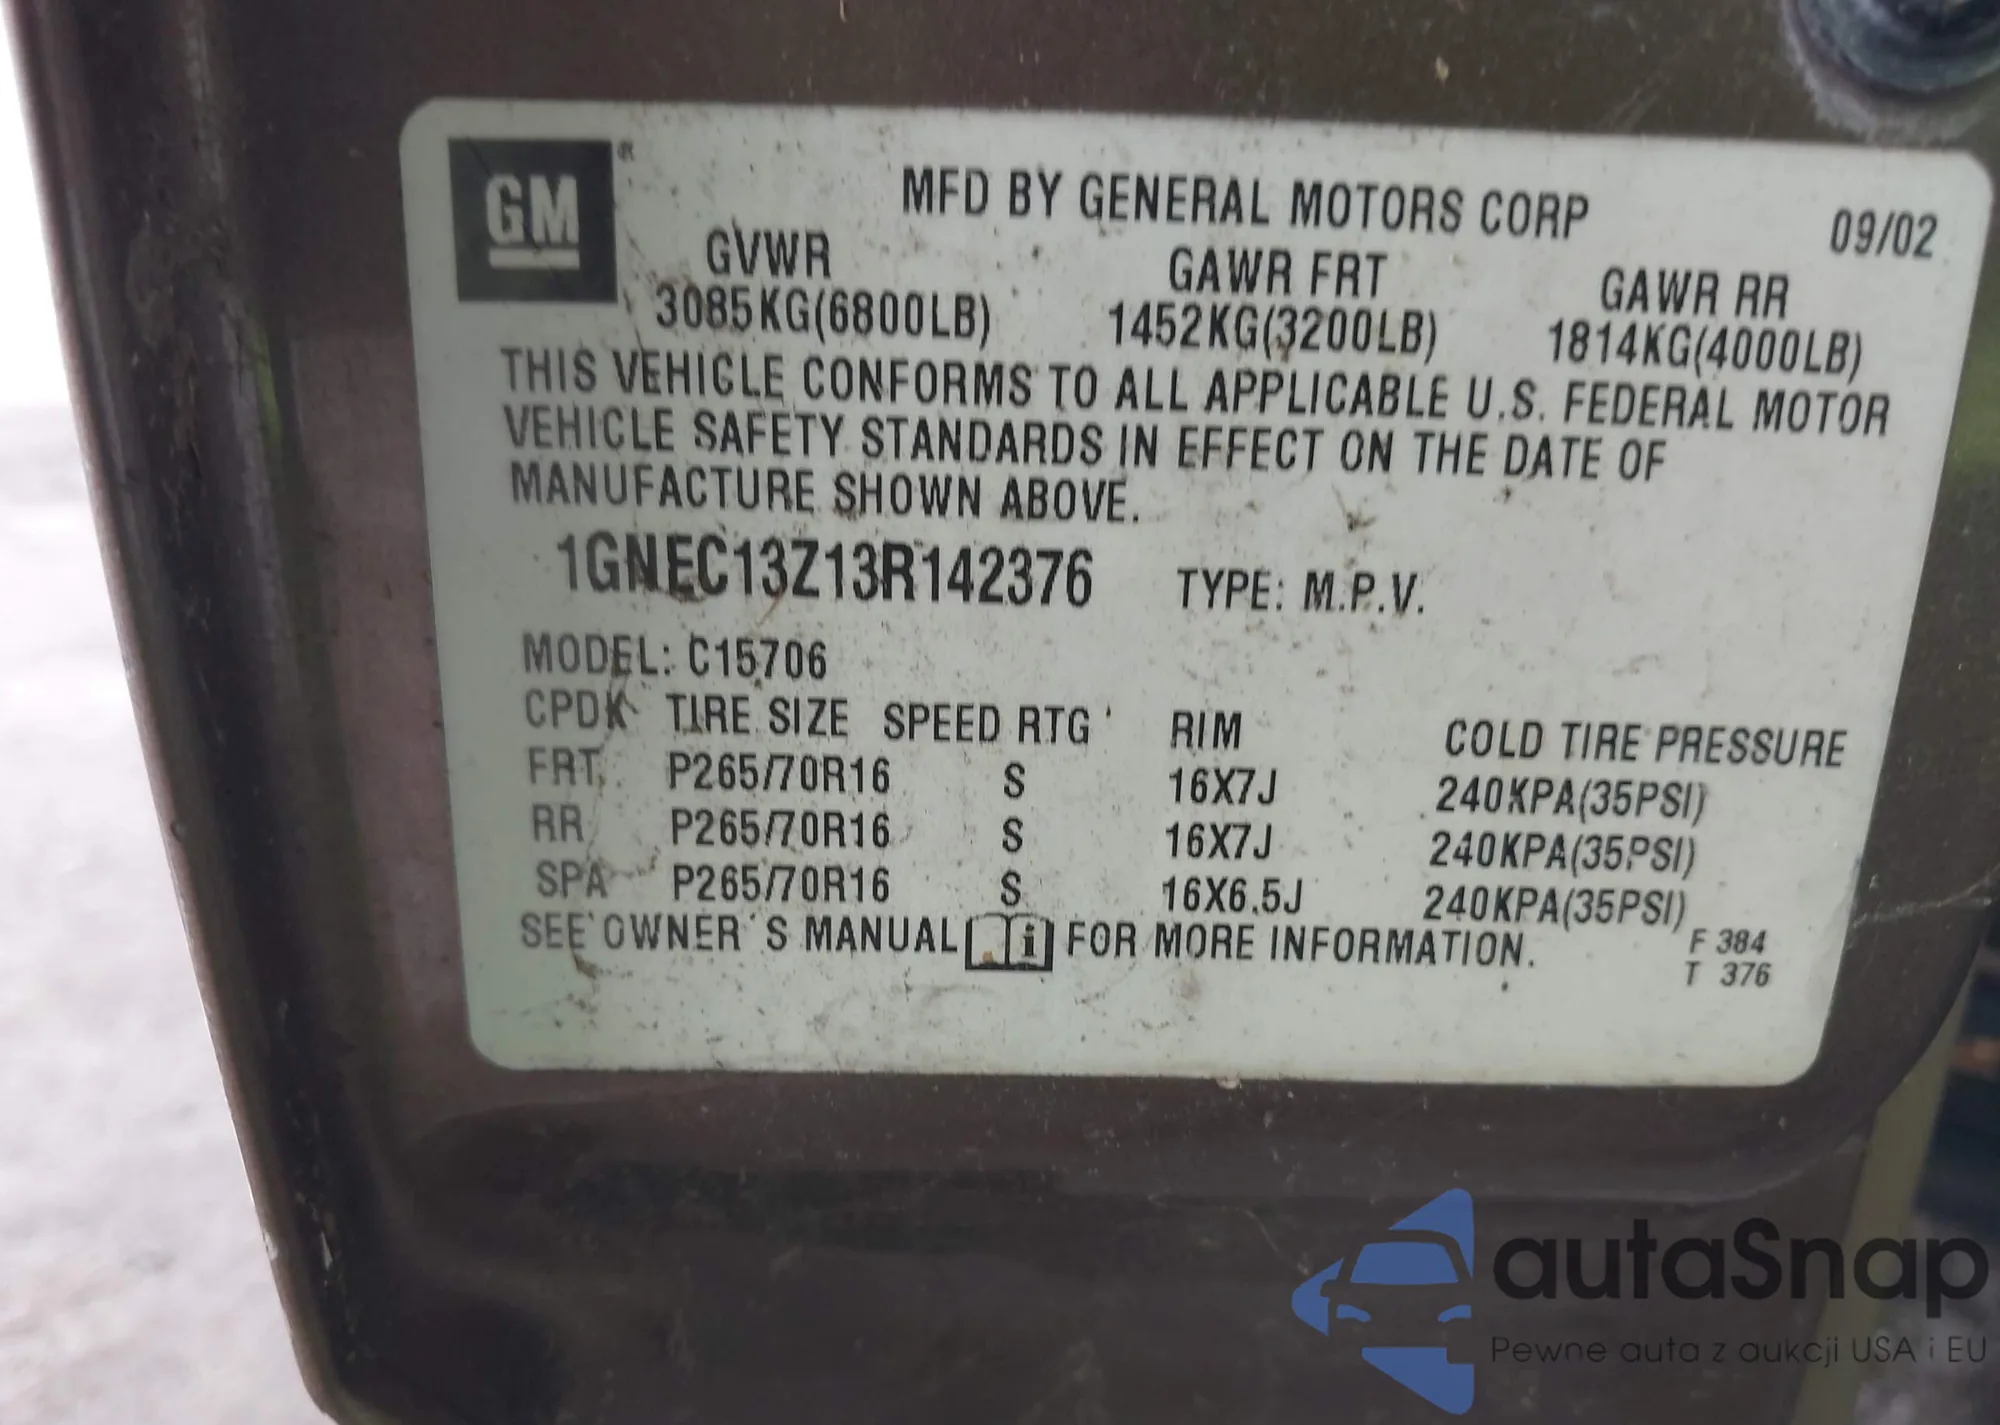 GM®
MFD BY GENERAL MOTORS CORP 09/02
GVWR GAWR FRT GAWR RR
3085KG(6800LB) 1452KG(3200LB) 1814KG(4000LB)
THIS VEHICLE CONFORMS TO ALL APPLICABLE U.S. FEDERAL MOTOR
VEHICLE SAFETY STANDARDS IN EFFECT ON THE DATE OF
MANUFACTURE SHOWN ABOVE.
1GNEC13Z13R142376 TYPE: M.P.V.
MODEL: C15706
CPDK TIRE SIZE SPEED RTG RIM COLD TIRE PRESSURE
FRT P265/70R16 S 16X7J 240KPA(35PSI)
RR P265/70R16 S 16X7J 240KPA(35PSI)
SPA P265/70R16 S 16X6.5J 240KPA(35PSI)
SEE OWNER'S MANUAL i FOR MORE INFORMATION.
F 384
T 376
autaSnap
Pewne auta z aukcji USA i EU